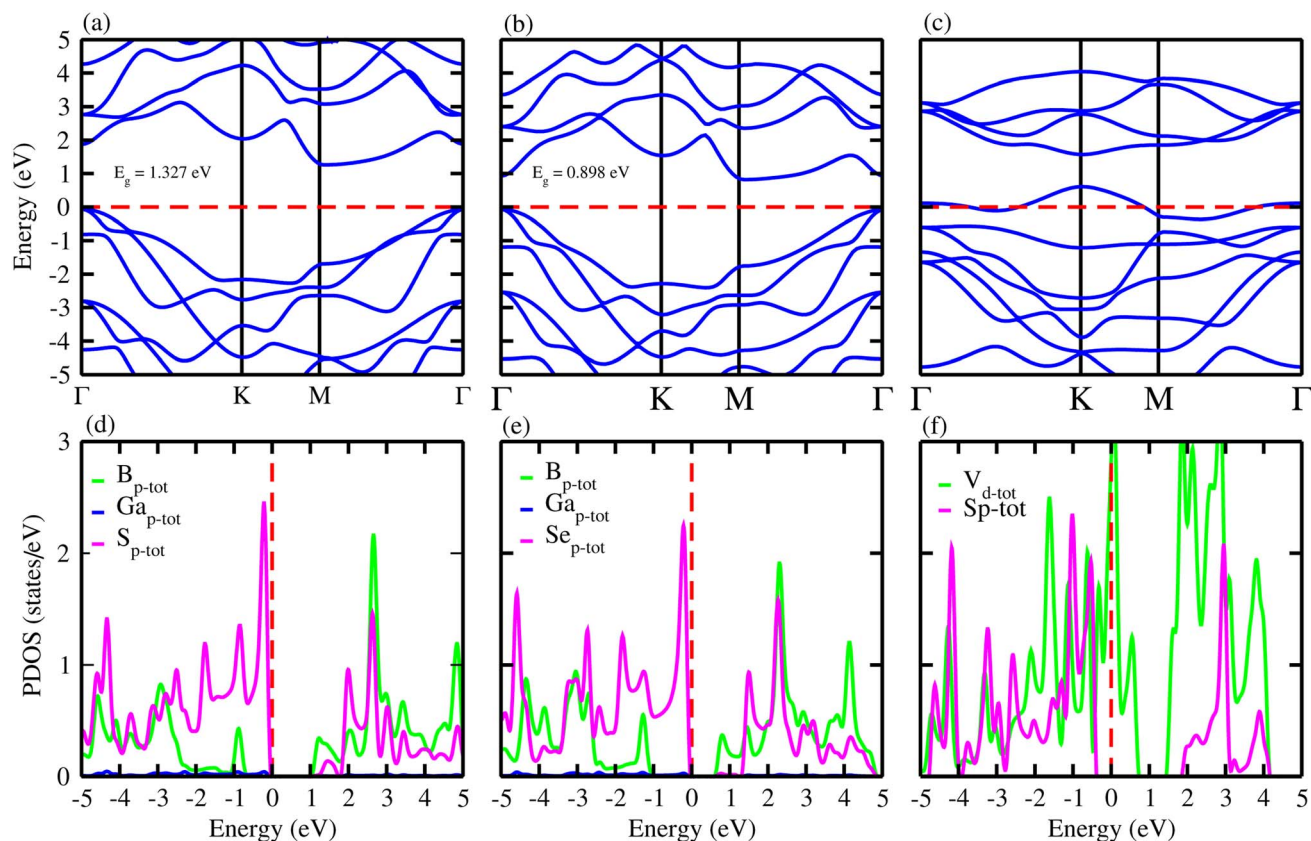 (a)
(b)
(c)
Energy (eV)
5
4
3
2
1
0
-1
-2
-3
-4
-5
E_g = 1.327 eV
E_g = 0.898 eV
Γ K M Γ
Γ K M Γ
Γ K M Γ
(d)
(e)
(f)
PDOS (states/eV)
3
2
1
0
B_p-tot
Ga_p-tot
S_p-tot
B_p-tot
Ga_p-tot
Se_p-tot
V_d-tot
Sp-tot
-5 -4 -3 -2 -1 0 1 2 3 4 5
-5 -4 -3 -2 -1 0 1 2 3 4 5
-5 -4 -3 -2 -1 0 1 2 3 4 5
Energy (eV)
Energy (eV)
Energy (eV)